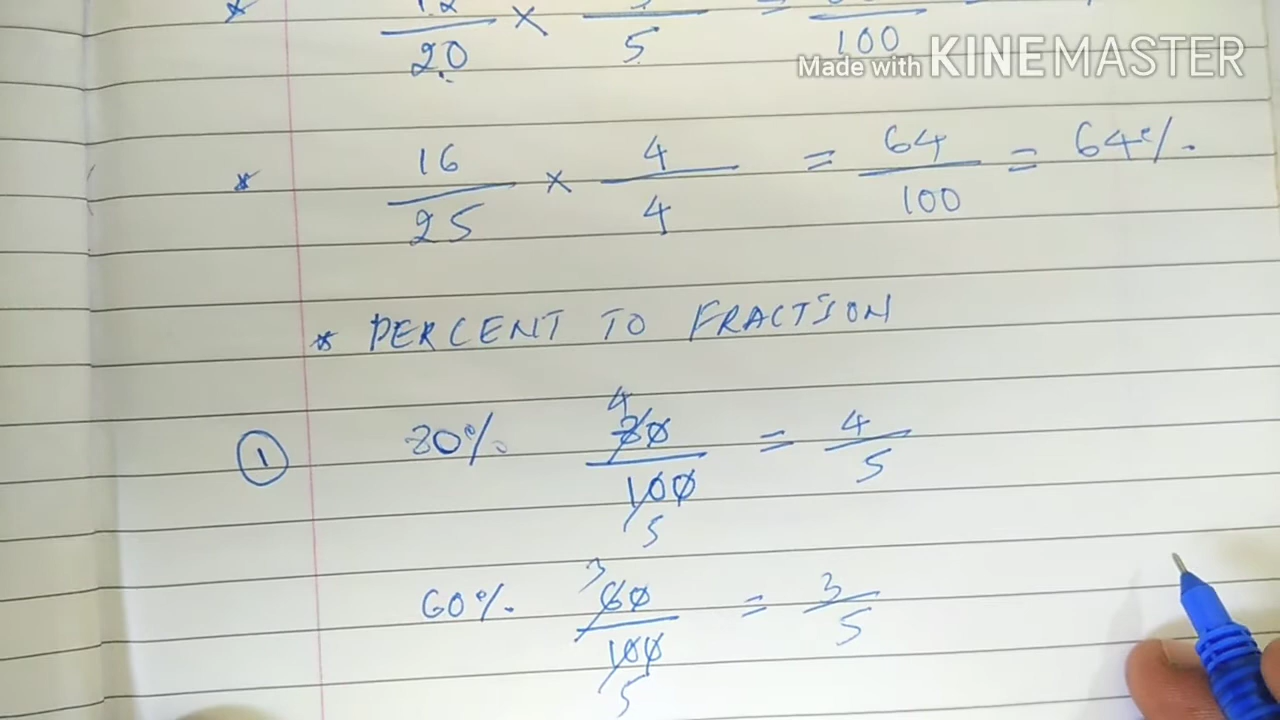 * 12/20 × /5 = /100
Made with KINEMASTER
* 16/25 × 4/4 = 64/100 = 64%.
* PERCENT TO FRACTION
① 80% 4 80/100 5 = 4/5
60% 3 60/100 5 = 3/5